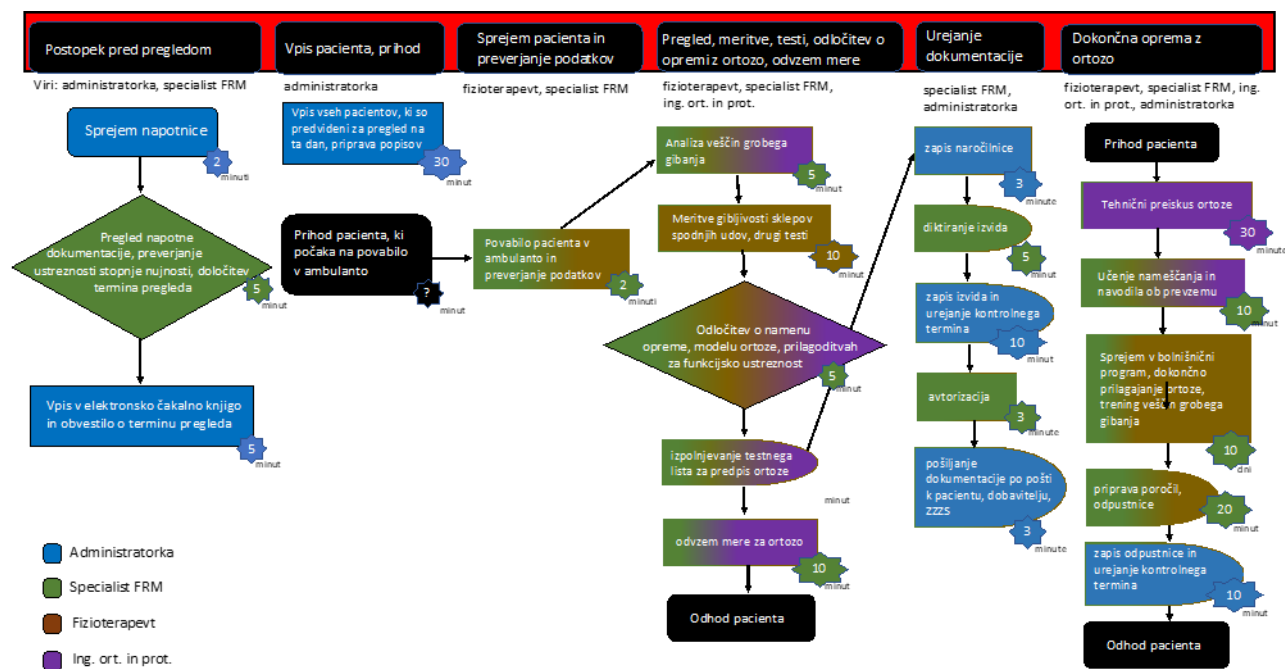 Postopek pred pregledom
Viri: administratorka, specialist FRM
Sprejem napotnice
2
minuti
Pregled napotne
dokumentacije, preverjanje
ustreznosti stopnje nujnosti, določitev
termina pregleda
5
minut
Vpis v elektronsko čakalno knjigo
in obvestilo o terminu pregleda
5
minut
Vpis pacienta, prihod
administratorka
Vpis vseh pacientov, ki so
predvideni za pregled na
ta dan, priprava popisov
30
minut
Prihod pacienta, ki
počaka na povabilo
v ambulanto
?
minut
Sprejem pacienta in
preverjanje podatkov
fizioterapevt, specialist FRM
Povabilo pacienta v
ambulanto in
preverjanje podatkov
2
minuti
Pregled, meritve, testi, odločitev o
opremi z ortozo, odvzem mere
fizioterapevt, specialist FRM,
ing. ort. in prot.
Analiza veščin grobega
gibanja
5
minut
Meritve gibljivosti sklepov
spodnjih udov, drugi testi
10
minut
Odločitev o namenu
opreme, modelu ortoze, prilagoditvah
za funkcijsko ustreznost
5
minut
izpolnjevanje testnega
lista za predpis ortoze
minut
odvzem mere za ortozo
10
minut
Odhod pacienta
Urejanje
dokumentacije
specialist FRM,
administratorka
zapis naročilnice
3
minute
diktiranje izvida
5
minut
zapis izvida in
urejanje kontrolnega
termina
10
minut
avtorizacija
3
minute
pošiljanje
dokumentacije po pošti
k pacientu, dobavitelju,
ZZZS
3
minute
Dokončna oprema z
ortozo
fizioterapevt, specialist FRM, ing.
ort. in prot., administratorka
Prihod pacienta
Tehnični preiskus ortoze
30
minute
Učenje nameščanja in
navodila ob prevzemu
10
minut
Sprejem v bolnišnični
program, dokončno
prilagajanje ortoze,
trening veščin grobega
gibanja
10
dni
priprava poročil,
odpustnice
20
minut
zapis odpustnice in
urejanje kontrolnega
termina
10
minut
Odhod pacienta
Administratorka
Specialist FRM
Fizioterapevt
Ing. ort. in prot.